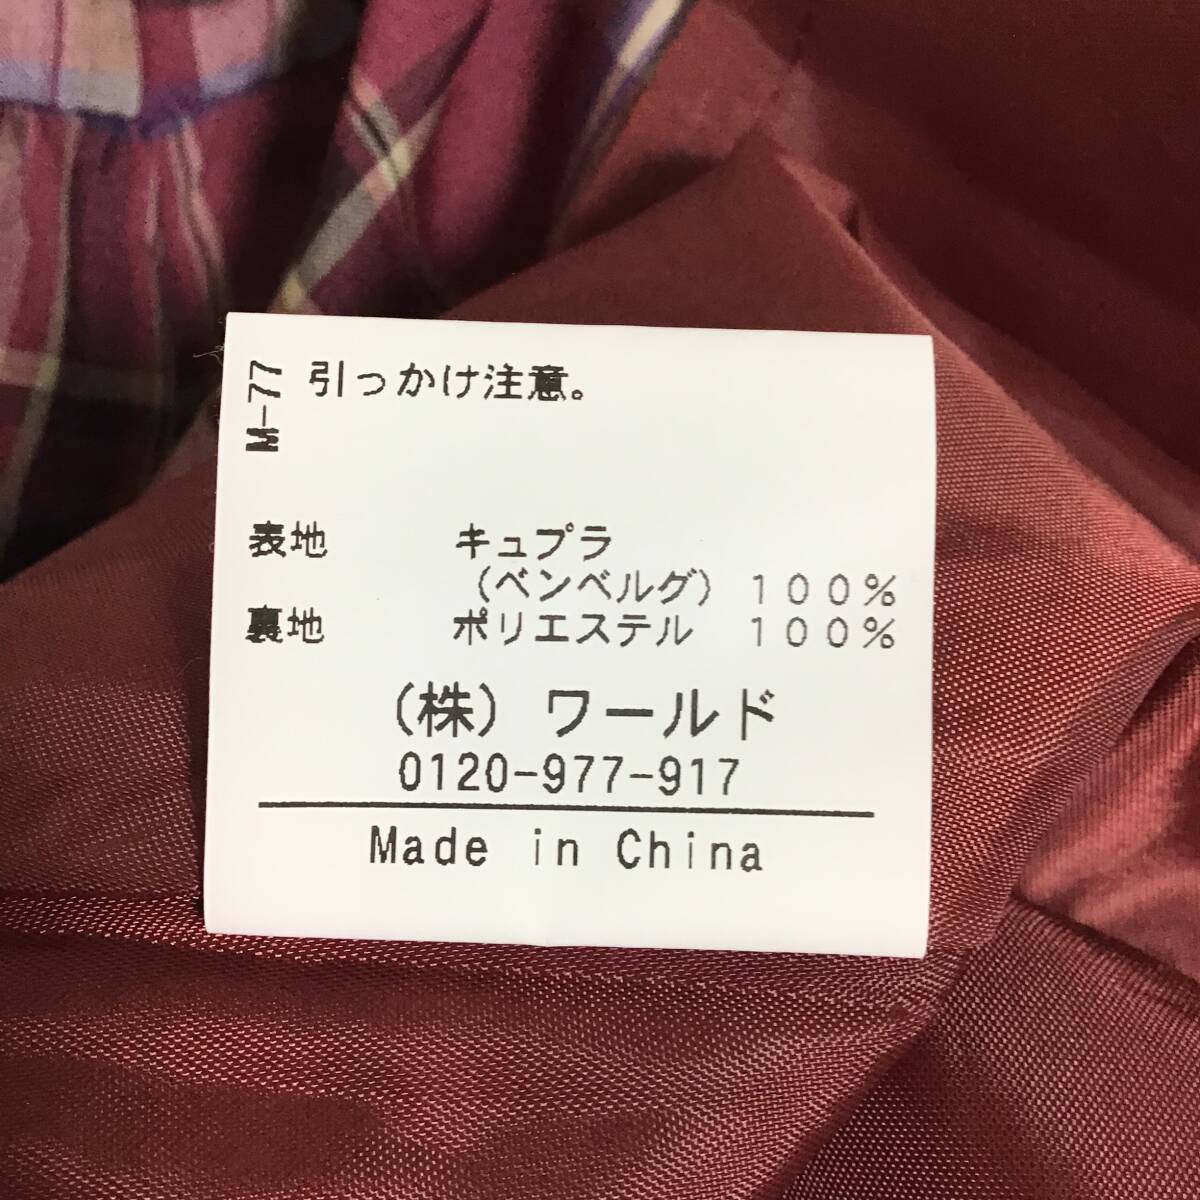 M-77
引っかけ注意。
表地 キュプラ
(ベンベルグ) 100%
裏地 ポリエステル 100%
(株) ワールド
0120-977-917
Made in China